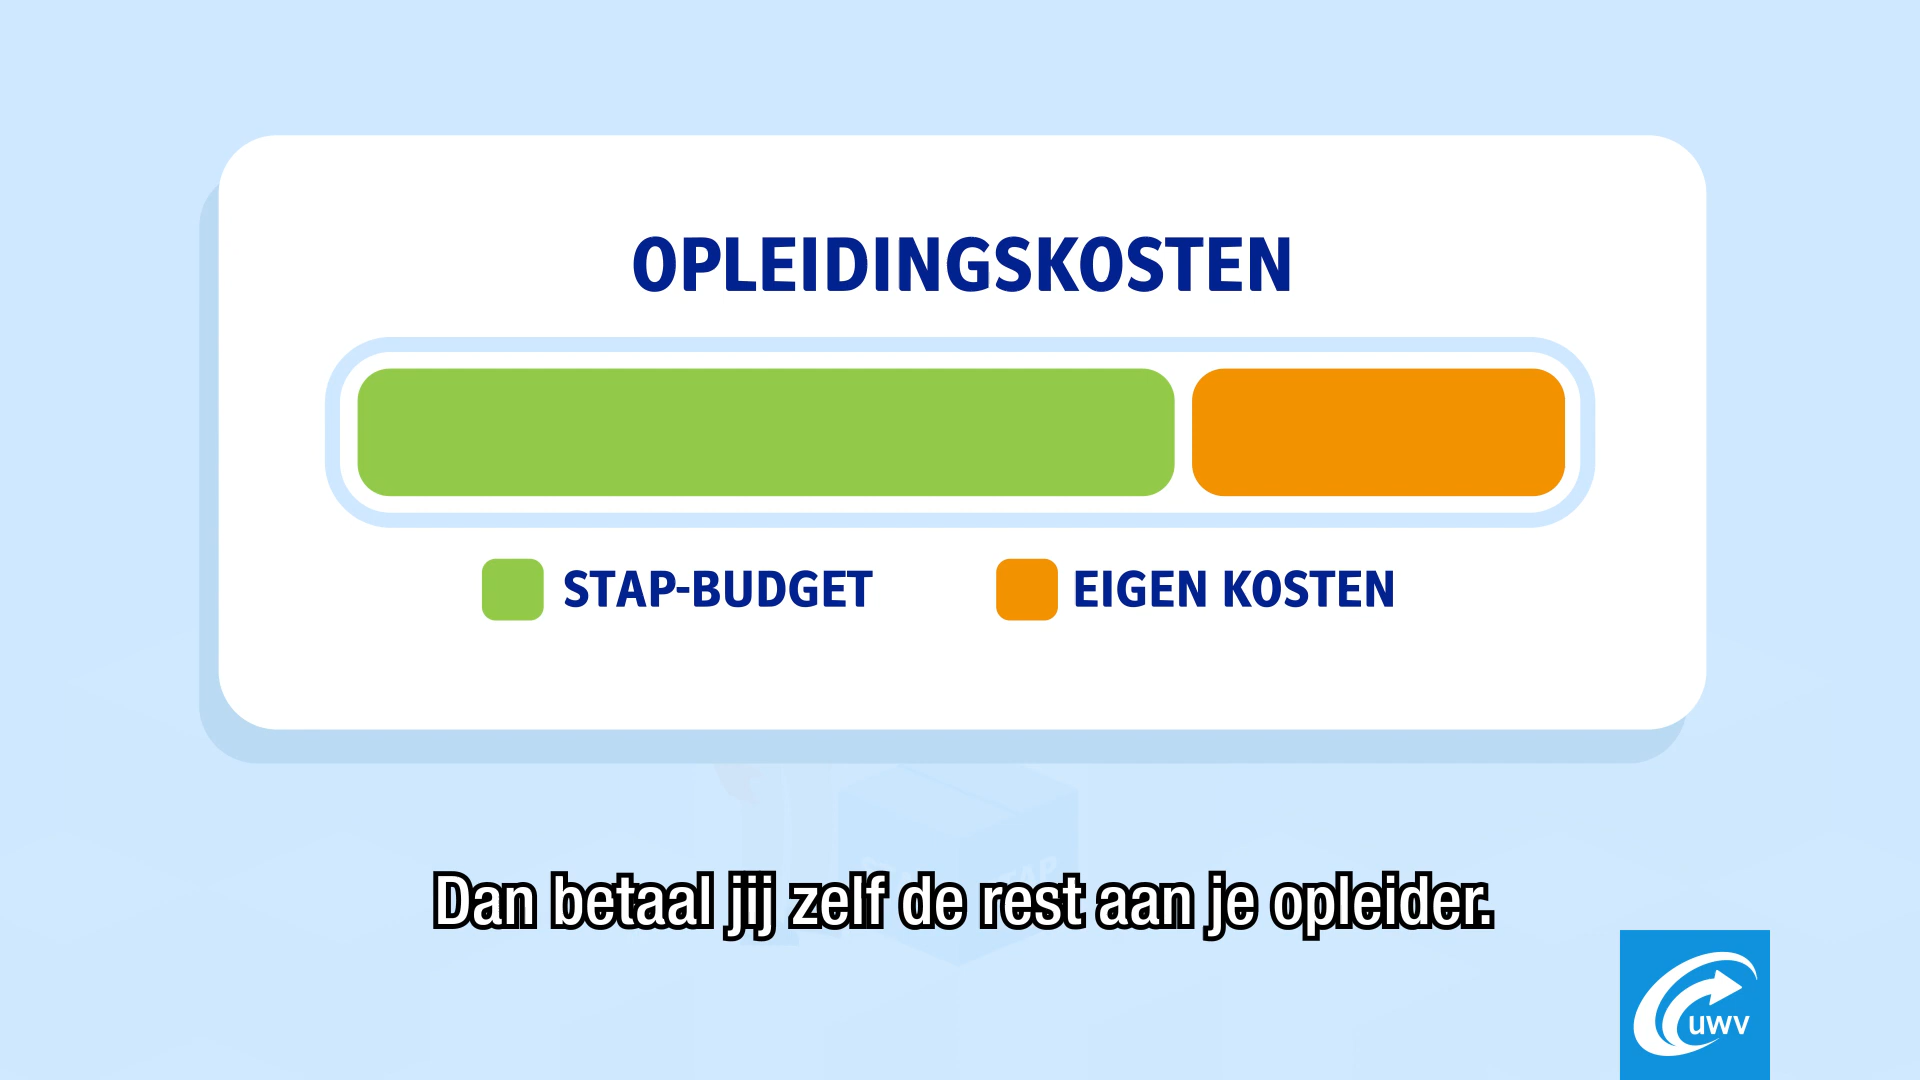 OPLEIDINGSKOSTEN
STAP-BUDGET
EIGEN KOSTEN
Dan betaal jij zelf de rest aan je opleider.
uwv